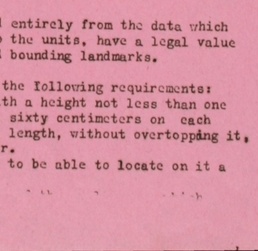 entirely from the data which
the units, have a legal value
bounding landmarks.
the following requirements:
th a height not less than one
sixty centimeters on each
length, without overtopping it,
r.
to be able to locate on it a